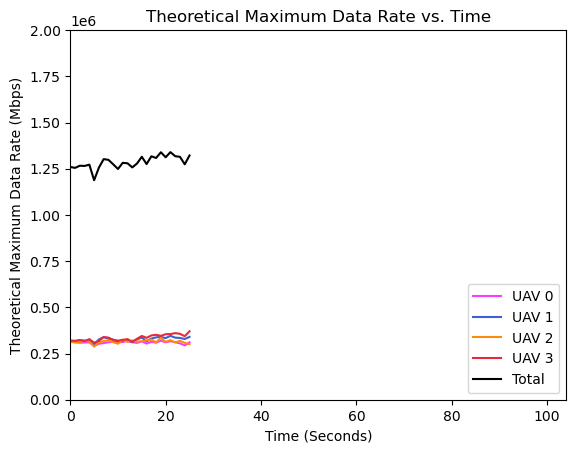 Theoretical Maximum Data Rate vs. Time
1e6
2.00
1.75
1.50
1.25
1.00
0.75
0.50
0.25
0.00
Theoretical Maximum Data Rate (Mbps)
UAV 0
UAV 1
UAV 2
UAV 3
Total
0 20 40 60 80 100
Time (Seconds)